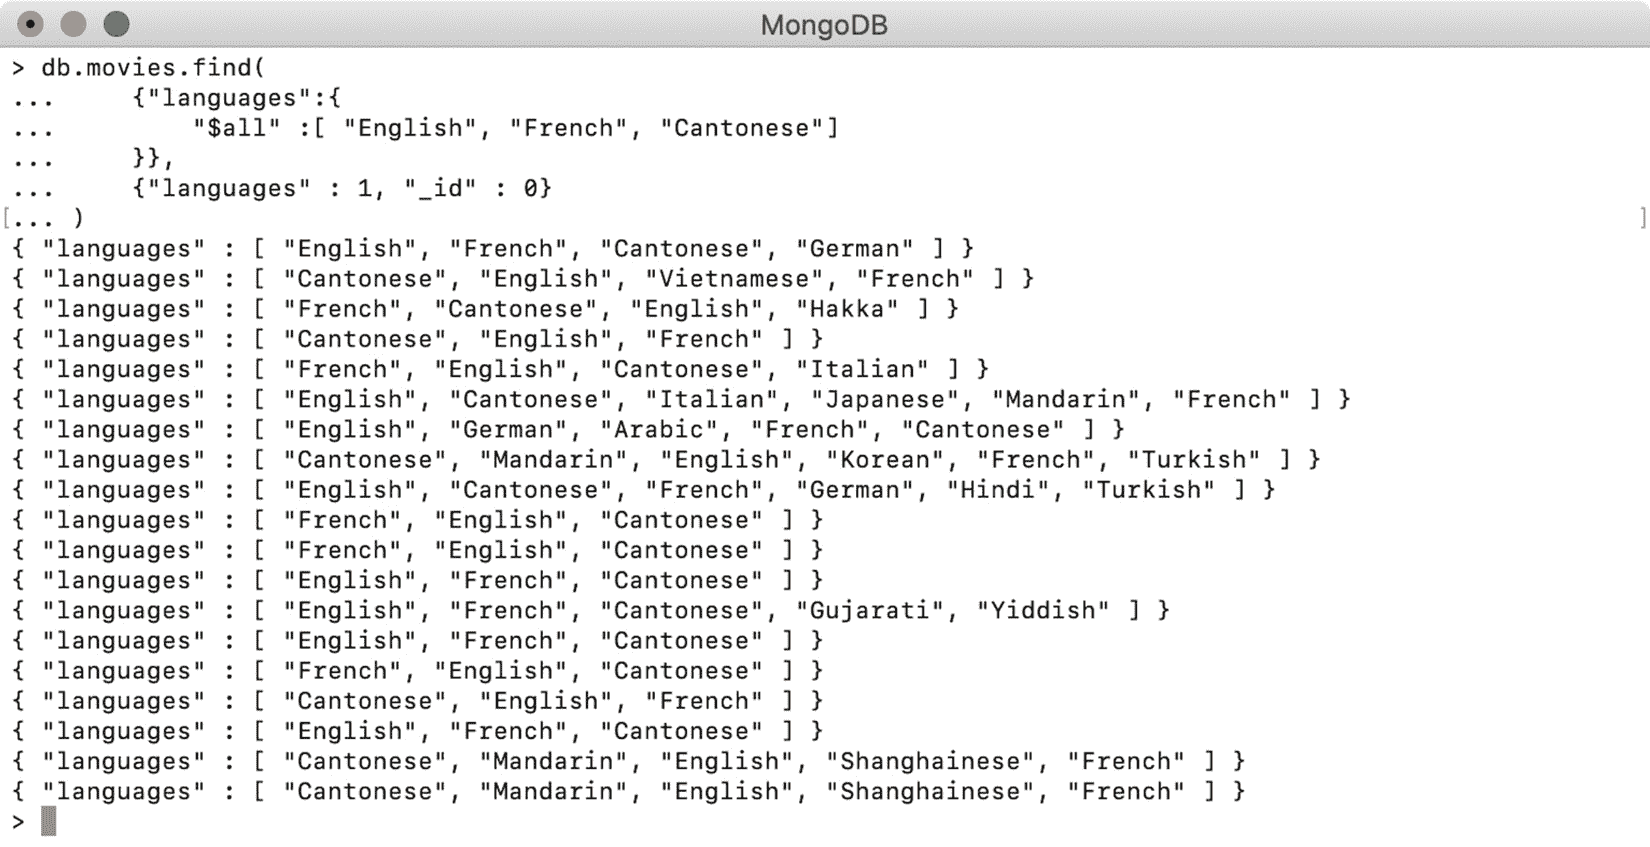 MongoDB
> db.movies.find(
...     {"languages":{
...         "$all" :[ "English", "French", "Cantonese"]
...     }},
...     {"languages" : 1, "_id" : 0}
[... ) ]
{ "languages" : [ "English", "French", "Cantonese", "German" ] }
{ "languages" : [ "Cantonese", "English", "Vietnamese", "French" ] }
{ "languages" : [ "French", "Cantonese", "English", "Hakka" ] }
{ "languages" : [ "Cantonese", "English", "French" ] }
{ "languages" : [ "French", "English", "Cantonese", "Italian" ] }
{ "languages" : [ "English", "Cantonese", "Italian", "Japanese", "Mandarin", "French" ] }
{ "languages" : [ "English", "German", "Arabic", "French", "Cantonese" ] }
{ "languages" : [ "Cantonese", "Mandarin", "English", "Korean", "French", "Turkish" ] }
{ "languages" : [ "English", "Cantonese", "French", "German", "Hindi", "Turkish" ] }
{ "languages" : [ "French", "English", "Cantonese" ] }
{ "languages" : [ "French", "English", "Cantonese" ] }
{ "languages" : [ "English", "French", "Cantonese" ] }
{ "languages" : [ "English", "French", "Cantonese", "Gujarati", "Yiddish" ] }
{ "languages" : [ "English", "French", "Cantonese" ] }
{ "languages" : [ "French", "English", "Cantonese" ] }
{ "languages" : [ "Cantonese", "English", "French" ] }
{ "languages" : [ "English", "French", "Cantonese" ] }
{ "languages" : [ "Cantonese", "Mandarin", "English", "Shanghainese", "French" ] }
{ "languages" : [ "Cantonese", "Mandarin", "English", "Shanghainese", "French" ] }
>